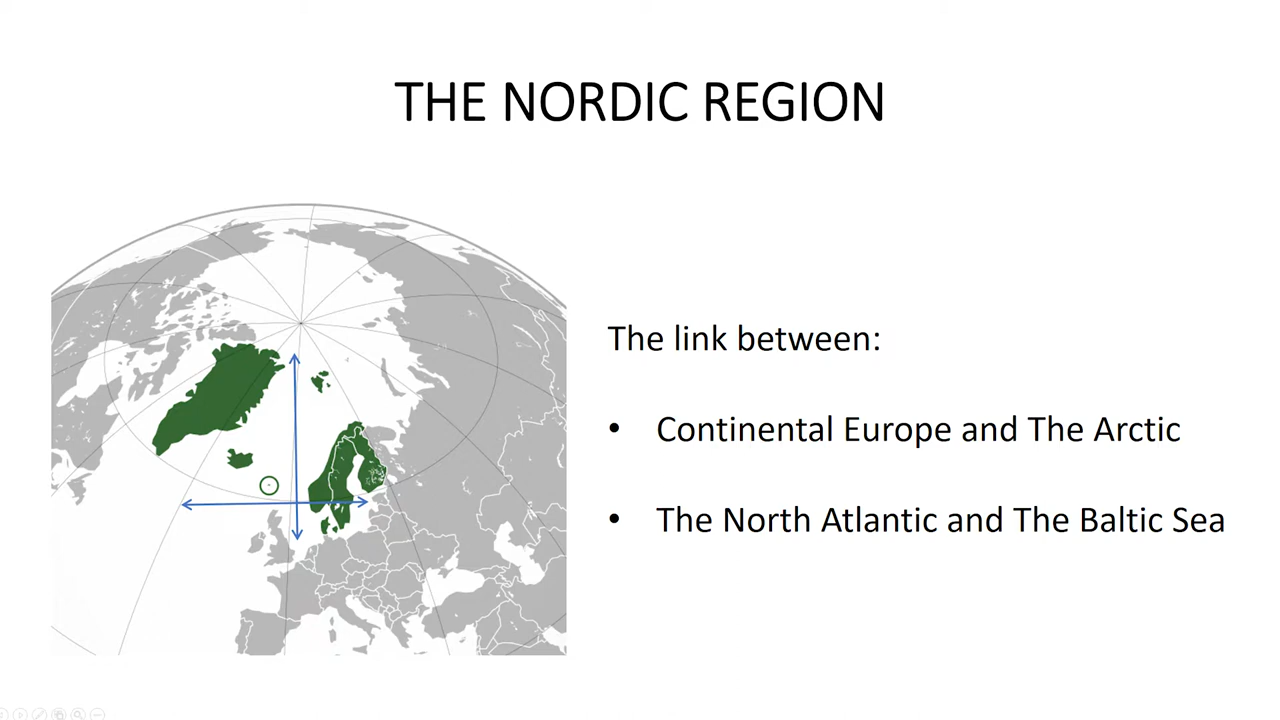 THE NORDIC REGION
The link between:
• Continental Europe and The Arctic
• The North Atlantic and The Baltic Sea